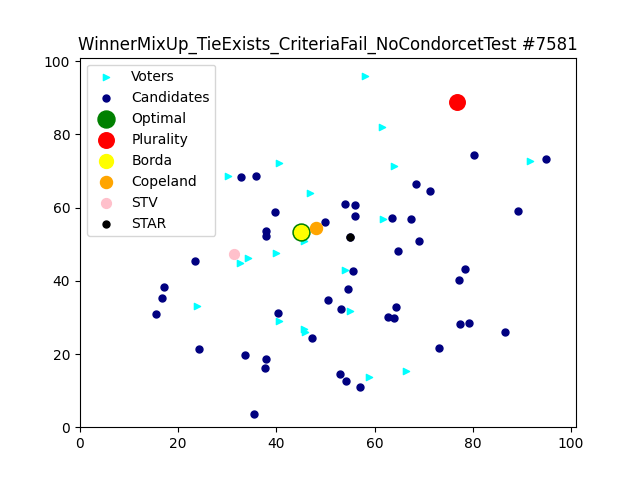 WinnerMixUp_TieExists_CriteriaFail_NoCondorcetTest #7581
100
80
60
40
20
0
0 20 40 60 80 100
Voters
Candidates
Optimal
Plurality
Borda
Copeland
STV
STAR